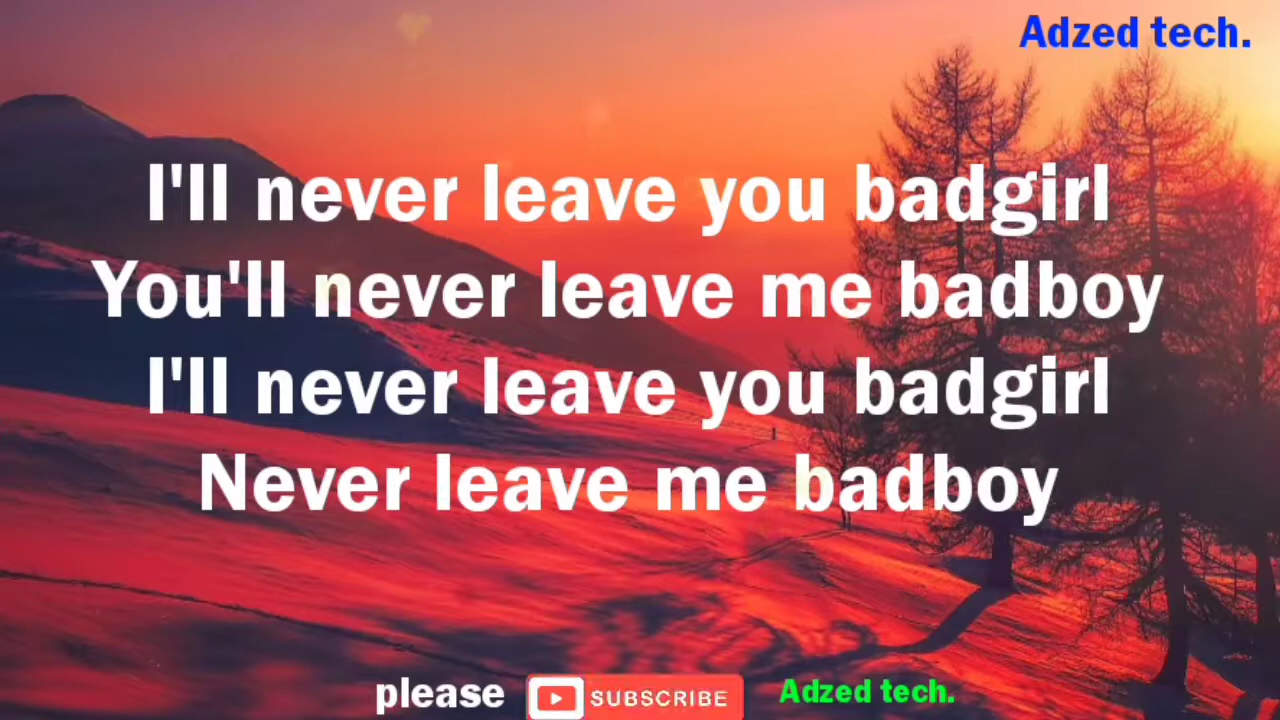 Adzed tech.
I'll never leave you badgirl
You'll never leave me badboy
I'll never leave you badgirl
Never leave me badboy
please SUBSCRIBE Adzed tech.